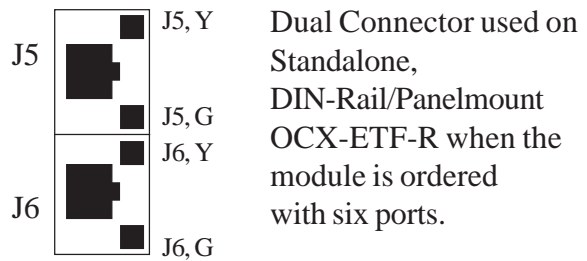 J5
J5, Y
J5, G
J6
J6, Y
J6, G
Dual Connector used on
Standalone,
DIN-Rail/Panelmount
OCX-ETF-R when the
module is ordered
with six ports.